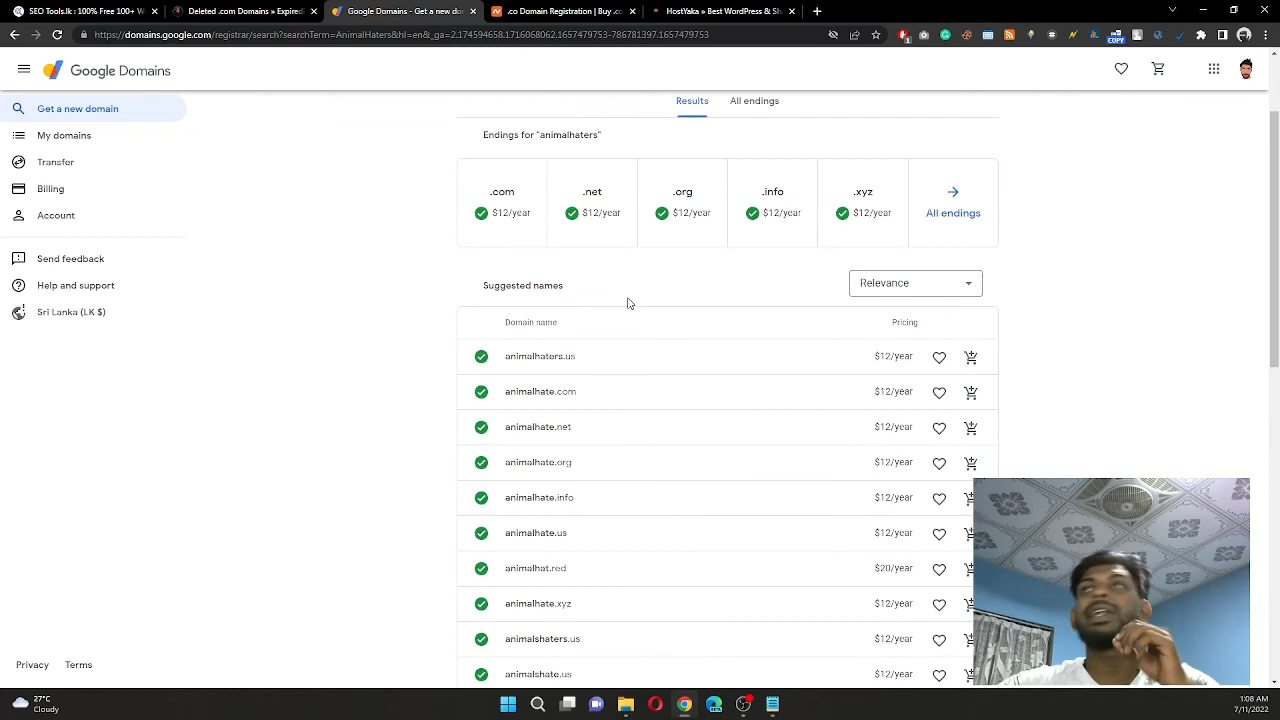 SEO Tools.lk : 100% Free 100+ W
Deleted .com Domains » Expired
Google Domains - Get a new do
.co Domain Registration | Buy .co
HostYaka » Best WordPress & Sh
https://domains.google.com/registrar/search?searchTerm=AnimalHaters&hl=en&_ga=2.174594658.1716068062.1657479753-786781397.1657479753
1
COPY
Google Domains
Get a new domain
My domains
Transfer
Billing
Account
Send feedback
Help and support
Sri Lanka (LK $)
Privacy Terms
Results All endings
Endings for "animalhaters"
.com .net .org .info .xyz
$12/year $12/year $12/year $12/year $12/year All endings
Suggested names
Relevance
Domain name Pricing
animalhaters.us $12/year
animalhate.com $12/year
animalhate.net $12/year
animalhate.org $12/year
animalhate.info $12/year
animalhate.us $12/year
animalhat.red $20/year
animalhate.xyz $12/year
animalshaters.us $12/year
animalshate.us $12/year
27°C
Cloudy
1:08 AM
7/11/2022